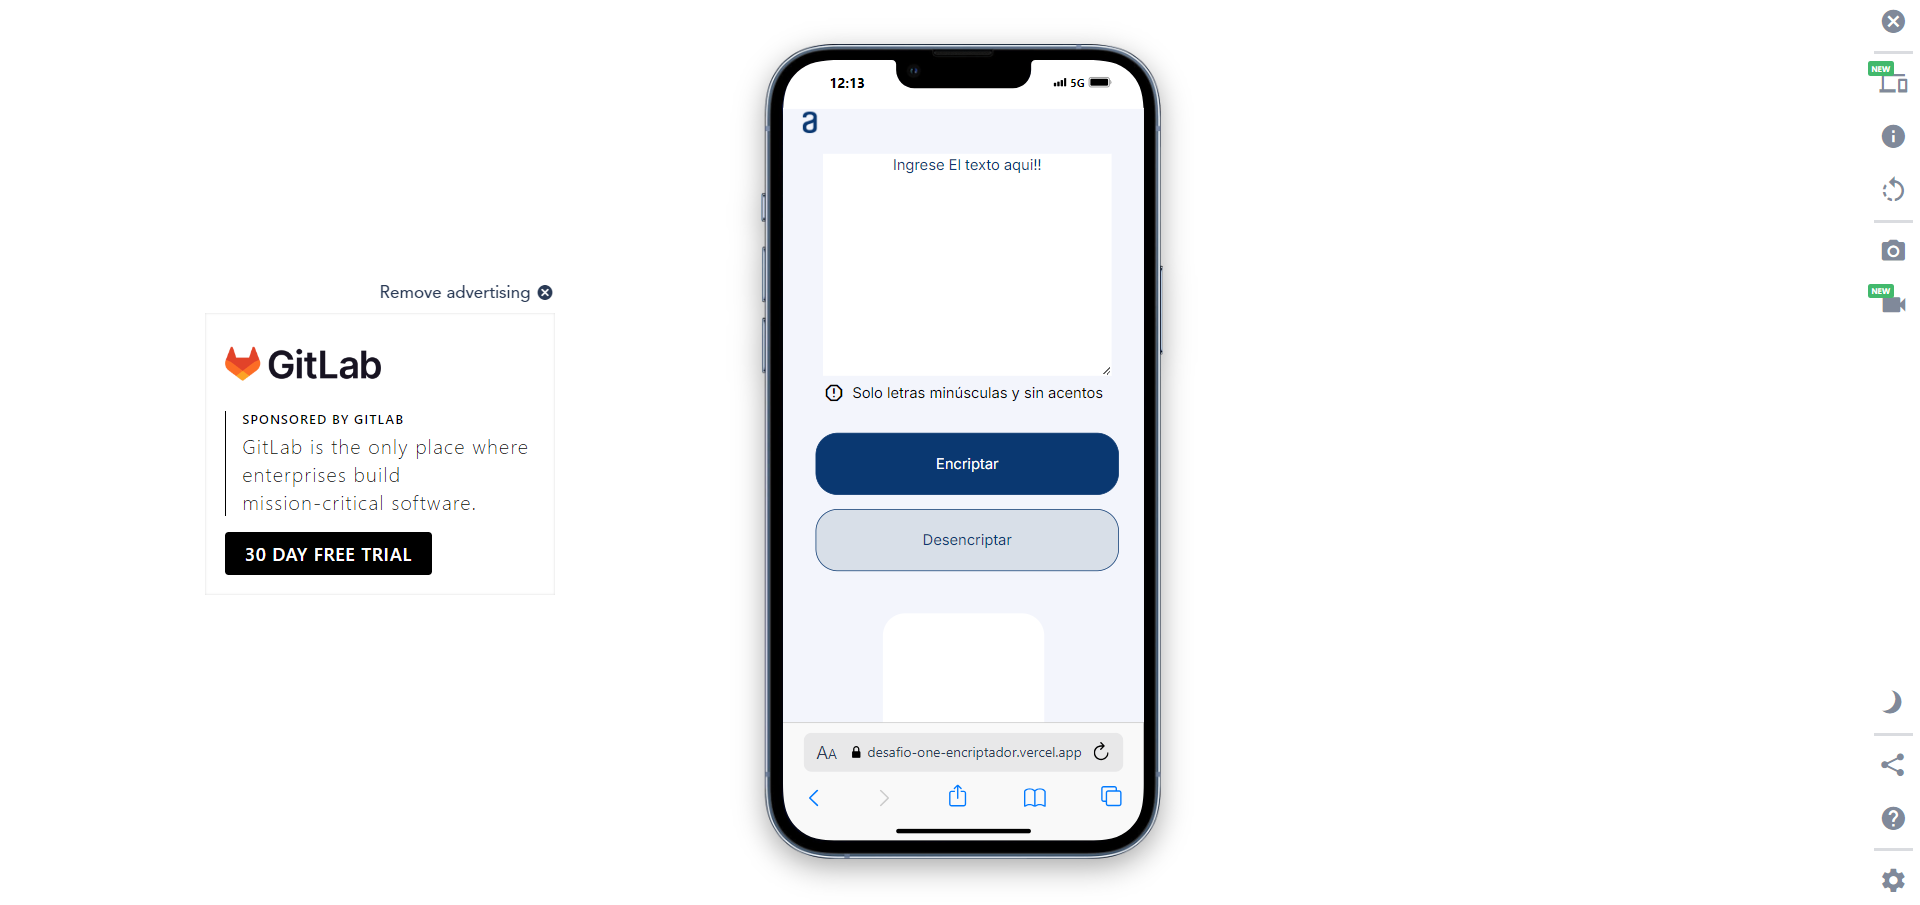 Remove advertising
GitLab
SPONSORED BY GITLAB
GitLab is the only place where
enterprises build
mission-critical software.
30 DAY FREE TRIAL
12:13
5G
a
Ingrese El texto aqui!!
Solo letras minúsculas y sin acentos
Encriptar
Desencriptar
AA desafio-one-encriptador.vercel.app
NEW
NEW